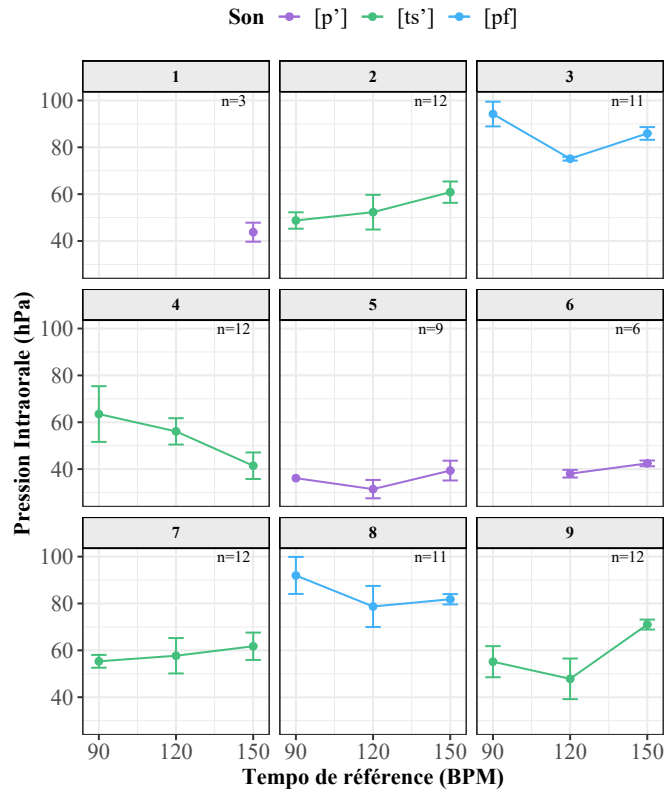 Son [p’] [ts’] [pf]
1 2 3
n=3 n=12 n=11
100
80
60
40
4 5 6
n=12 n=9 n=6
100
80
60
40
7 8 9
n=12 n=11 n=12
100
80
60
40
90 120 150 90 120 150 90 120 150
Tempo de référence (BPM)
Pression Intraorale (hPa)